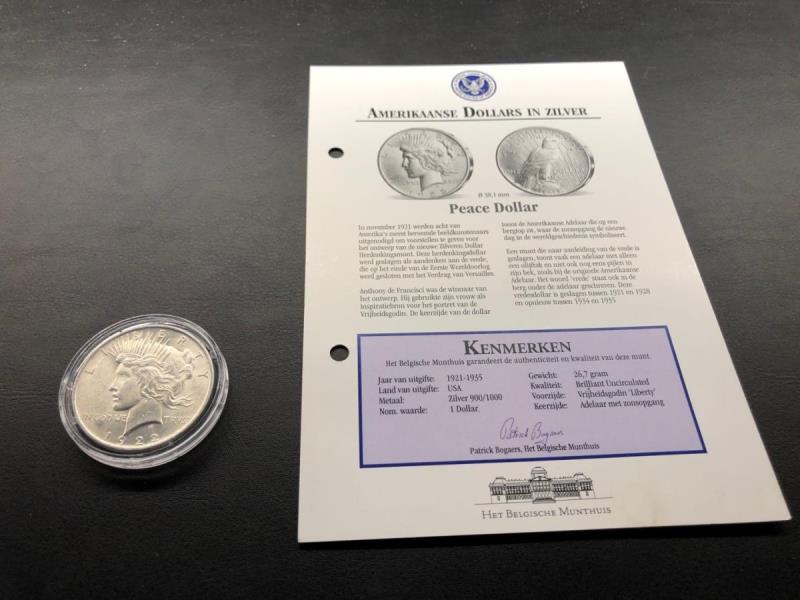 AMERIKAANSE DOLLARS IN ZILVER
Ø 38,1 mm
Peace Dollar
In november 1921 werden acht van
Amerika's meest beroemde beeldkunstenaars
uitgenodigd om voorstellen te geven voor
het ontwerp van de nieuwe Zilveren Dollar
Herdenkingsmunt. Deze herdenkingsdollar
werd geslagen als aandenken aan de vrede,
die op het einde van de Eerste Wereldoorlog
werd gesloten met het Verdrag van Versailles.
Anthony de Francisci was de winnaar van
het ontwerp. Hij gebruikte zijn vrouw als
inspiratiebron voor het portret van de
Vrijheidsgodin. De keerzijde van de dollar
toont de Amerikaanse Adelaar die op een
bergtop zit, waar de zonsopgang de nieuwe
dag in de wereldgeschiedenis symboliseert.
Een munt die naar aanleiding van de vrede is
geslagen, toont vaak een adelaar met alleen
een olijftak en niet ook nog eens pijlen in
zijn bek, zoals bij de originele Amerikaanse
Adelaar. Het woord 'vrede' staat ook in de
berg onder de adelaar geschreven. Deze
vredesdollar is geslagen tussen 1921 en 1928
en opnieuw tussen 1934 en 1935
KENMERKEN
Het Belgische Munthuis garandeert de authenticiteit en kwaliteit van deze munt.
Jaar van uitgifte: 1921-1935
Land van uitgifte: USA
Metaal: Zilver 900/1000
Nom. waarde: 1 Dollar
Gewicht: 26,7 gram
Kwaliteit: Brilliant Uncirculated
Voorzijde: Vrijheidsgodin 'Liberty'
Keerzijde: Adelaar met zonsopgang
Patrick Bogaers
Patrick Bogaers, Het Belgische Munthuis
HET BELGISCHE MUNTHUIS
LIBERTY
IN GOD WE TRVST
1922